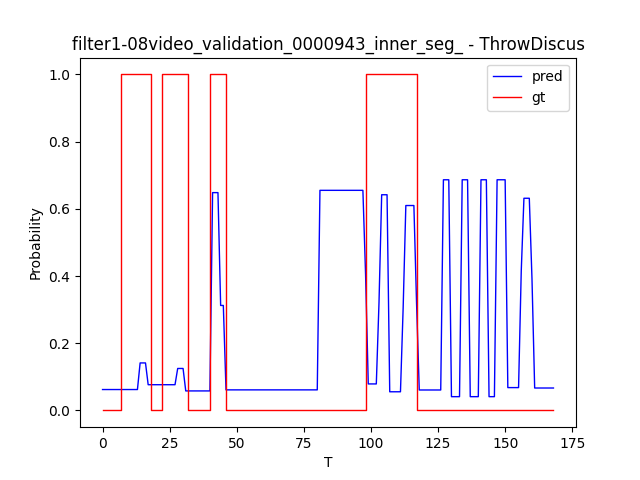 filter1-08video_validation_0000943_inner_seg_ - ThrowDiscus
pred
gt
1.0
0.8
0.6
0.4
0.2
0.0
Probability
0
25
50
75
100
125
150
175
T